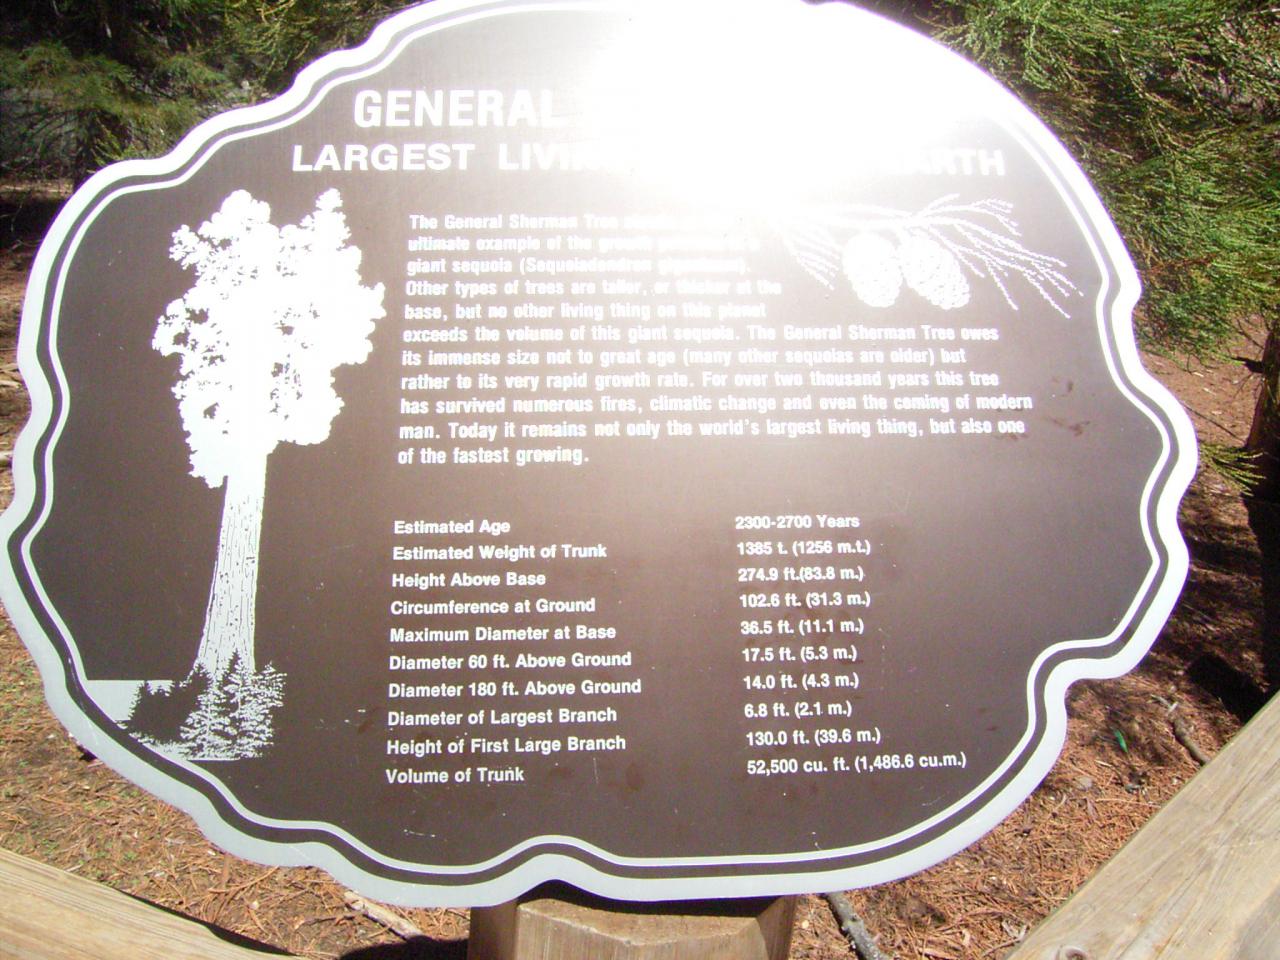 GENERAL
LARGEST LIVING EARTH
The General Sherman Tree
ultimate example of the growth a
giant sequoia (Sequoiadendron giganteum).
Other types of trees are taller, or thicker at the
base, but no other living thing on this planet
exceeds the volume of this giant sequoia. The General Sherman Tree owes
its immense size not to great age (many other sequoias are older) but
rather to its very rapid growth rate. For over two thousand years this tree
has survived numerous fires, climatic change and even the coming of modern
man. Today it remains not only the world's largest living thing, but also one
of the fastest growing.
Estimated Age 2300-2700 Years
Estimated Weight of Trunk 1385 t. (1256 m.t.)
Height Above Base 274.9 ft.(83.8 m.)
Circumference at Ground 102.6 ft. (31.3 m.)
Maximum Diameter at Base 36.5 ft. (11.1 m.)
Diameter 60 ft. Above Ground 17.5 ft. (5.3 m.)
Diameter 180 ft. Above Ground 14.0 ft. (4.3 m.)
Diameter of Largest Branch 6.8 ft. (2.1 m.)
Height of First Large Branch 130.0 ft. (39.6 m.)
Volume of Trunk 52,500 cu. ft. (1,486.6 cu.m.)